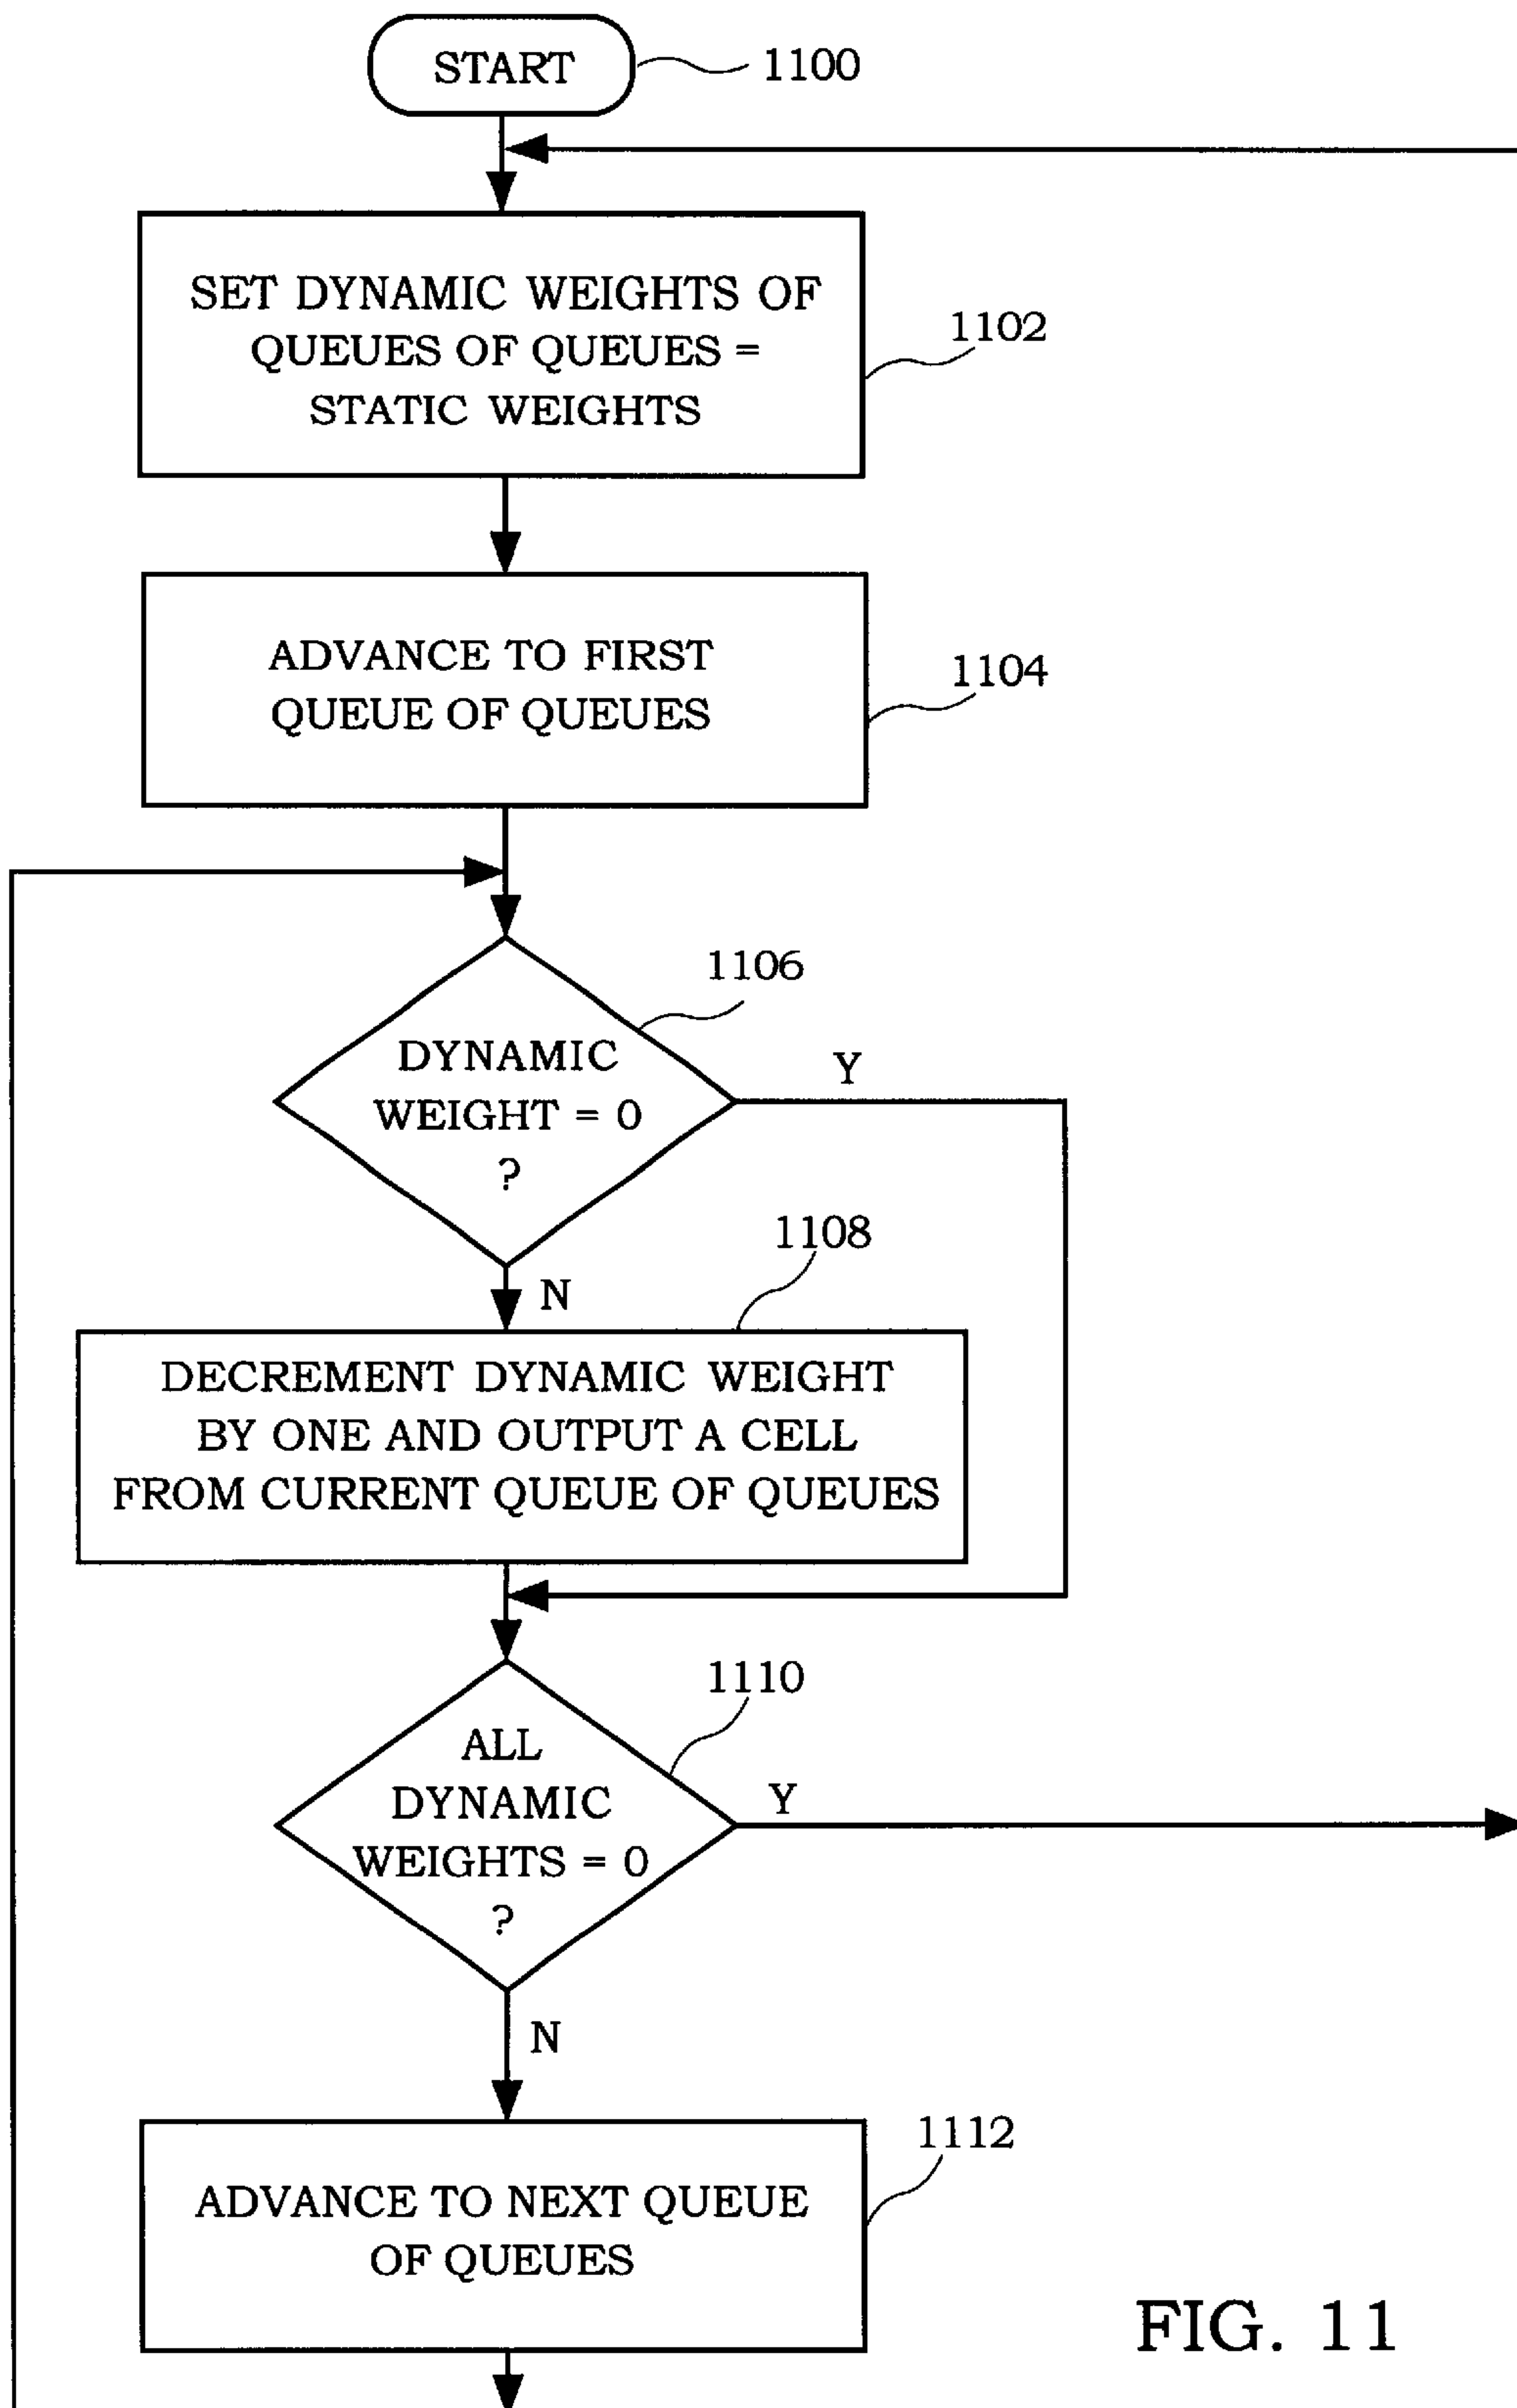 START
1100
SET DYNAMIC WEIGHTS OF
QUEUES OF QUEUES =
STATIC WEIGHTS
1102
ADVANCE TO FIRST
QUEUE OF QUEUES
1104
1106
DYNAMIC
WEIGHT = 0
?
Y
1108
N
DECREMENT DYNAMIC WEIGHT
BY ONE AND OUTPUT A CELL
FROM CURRENT QUEUE OF QUEUES
1110
ALL
DYNAMIC
WEIGHTS = 0
?
Y
N
1112
ADVANCE TO NEXT QUEUE
OF QUEUES
FIG. 11